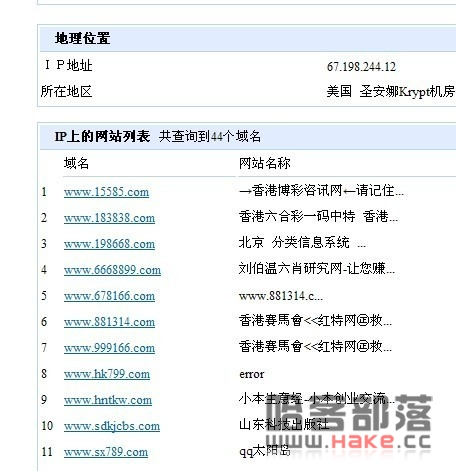 地理位置
ＩＰ地址 67.198.244.12
所在地区 美国 圣安娜Krypt机房
IP上的网站列表 共查询到44个域名
域名 网站名称
1 www.15585.com →香港博彩咨讯网←请记住...
2 www.183838.com 香港六合彩一码中特 香港...
3 www.198668.com 北京 分类信息系统 ...
4 www.6668899.com 刘伯温六肖研究网-让您赚...
5 www.678166.com www.881314.c...
6 www.881314.com 香港赛馬會<<红特网㊣救...
7 www.999166.com 香港赛馬會<<红特网㊣救...
8 www.hk799.com error
9 www.hntkw.com 小本生意经-小本创业交流...
10 www.sdkjcbs.com 山东科技出版社
11 www.sx789.com qq太阳岛
哈客部落
www.Hake.cc